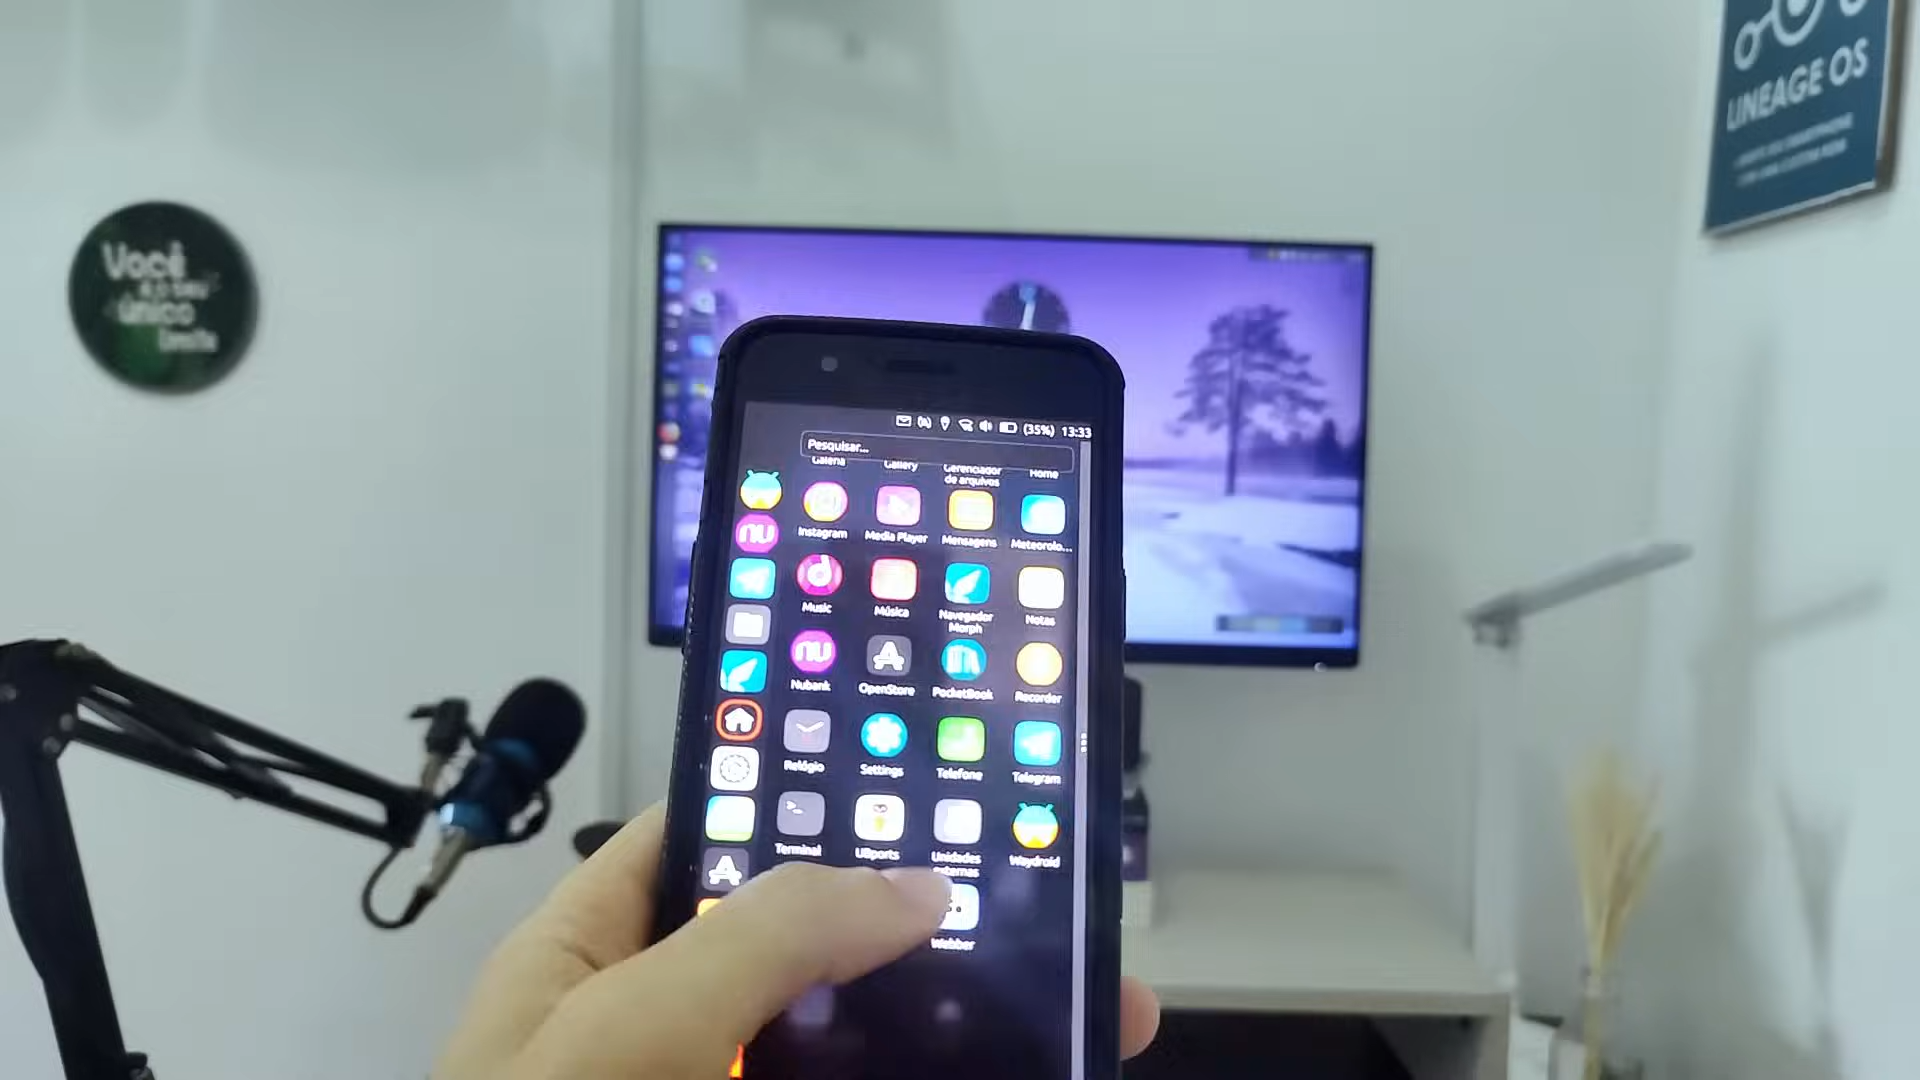 LINEAGE OS
Você
único
(35%) 13:33
Pesquisar...
Galeria Gallery Gerenciador Home
de arquivos
nu
Instagram Media Player Mensagens Meteorolo...
Music Música Navegador Notas
Morph
nu
Nubank OpenStore PocketBook Recorder
Relógio Settings Telefone Telegram
Terminal UBports Unidades Waydroid
externas
Webber